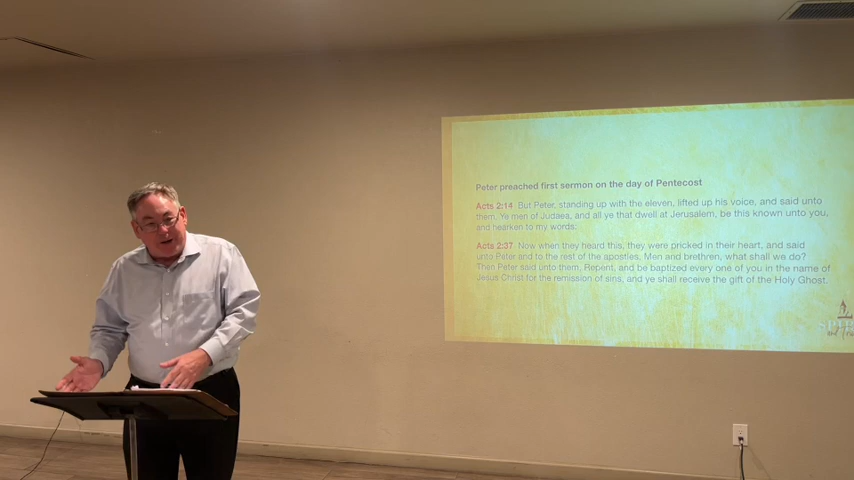 Peter preached first sermon on the day of Pentecost
Acts 2:14 But Peter, standing up with the eleven, lifted up his voice, and said unto
them, Ye men of Judaea, and all ye that dwell at Jerusalem, be this known unto you,
and hearken to my words:
Acts 2:37 Now when they heard this, they were pricked in their heart, and said
unto Peter and to the rest of the apostles, Men and brethren, what shall we do?
Then Peter said unto them, Repent, and be baptized every one of you in the name of
Jesus Christ for the remission of sins, and ye shall receive the gift of the Holy Ghost.